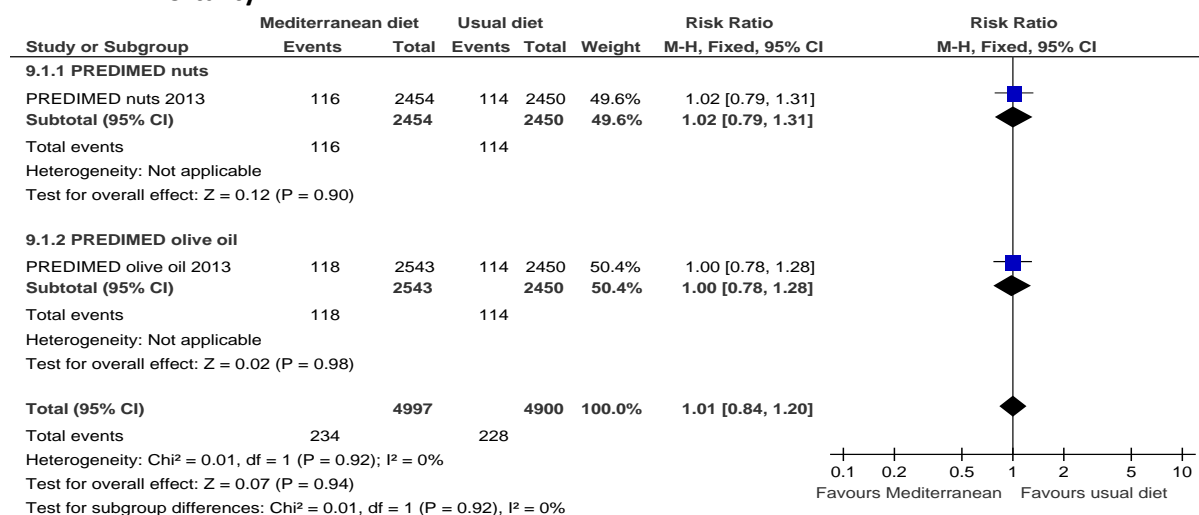 Mediterranean diet Usual diet Risk Ratio Risk Ratio
Study or Subgroup Events Total Events Total Weight M-H, Fixed, 95% CI M-H, Fixed, 95% CI
9.1.1 PREDIMED nuts
PREDIMED nuts 2013 116 2454 114 2450 49.6% 1.02 [0.79, 1.31]
Subtotal (95% CI) 2454 2450 49.6% 1.02 [0.79, 1.31]
Total events 116 114
Heterogeneity: Not applicable
Test for overall effect: Z = 0.12 (P = 0.90)
9.1.2 PREDIMED olive oil
PREDIMED olive oil 2013 118 2543 114 2450 50.4% 1.00 [0.78, 1.28]
Subtotal (95% CI) 2543 2450 50.4% 1.00 [0.78, 1.28]
Total events 118 114
Heterogeneity: Not applicable
Test for overall effect: Z = 0.02 (P = 0.98)
Total (95% CI) 4997 4900 100.0% 1.01 [0.84, 1.20]
Total events 234 228
Heterogeneity: Chi² = 0.01, df = 1 (P = 0.92); I² = 0%
Test for overall effect: Z = 0.07 (P = 0.94)
Test for subgroup differences: Chi² = 0.01, df = 1 (P = 0.92), I² = 0%
0.1 0.2 0.5 1 2 5 10
Favours Mediterranean Favours usual diet